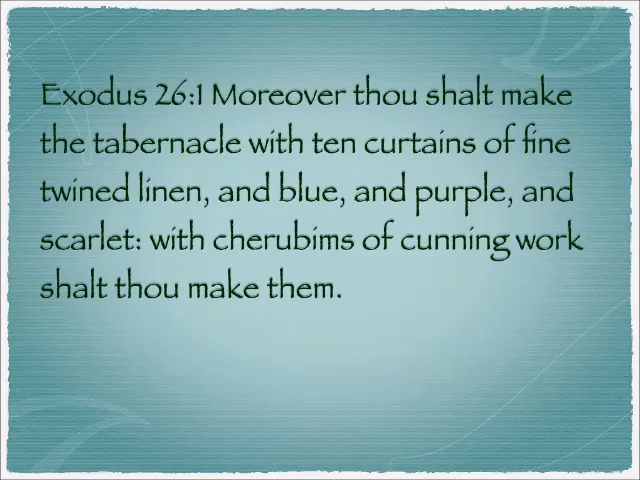 Exodus 26:1 Moreover thou shalt make
the tabernacle with ten curtains of fine
twined linen, and blue, and purple, and
scarlet: with cherubims of cunning work
shalt thou make them.